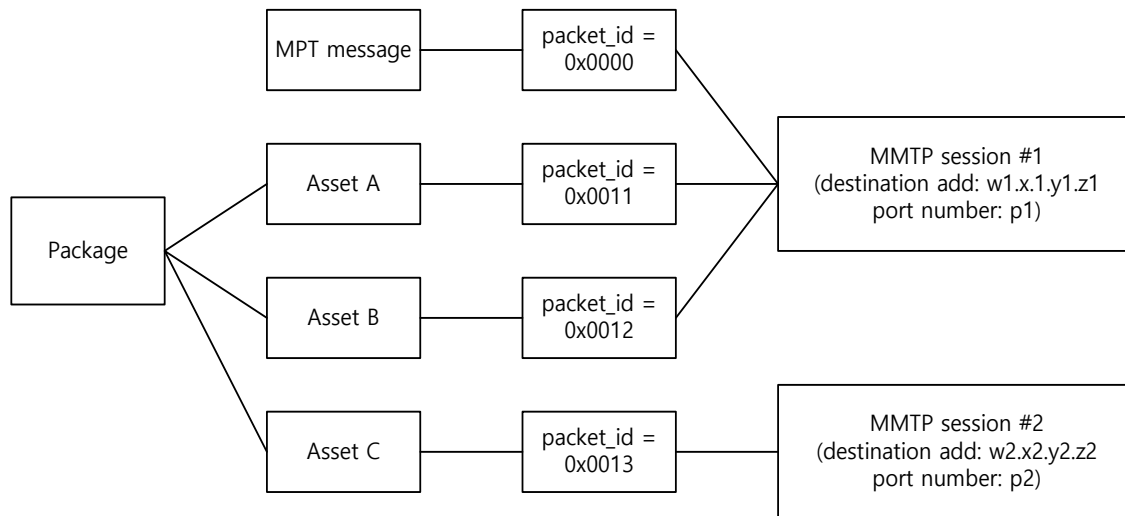 MPT message
packet_id =
0x0000
Asset A
packet_id =
0x0011
MMTP session #1
(destination add: w1.x.1.y1.z1
port number: p1)
Package
Asset B
packet_id =
0x0012
Asset C
packet_id =
0x0013
MMTP session #2
(destination add: w2.x2.y2.z2
port number: p2)